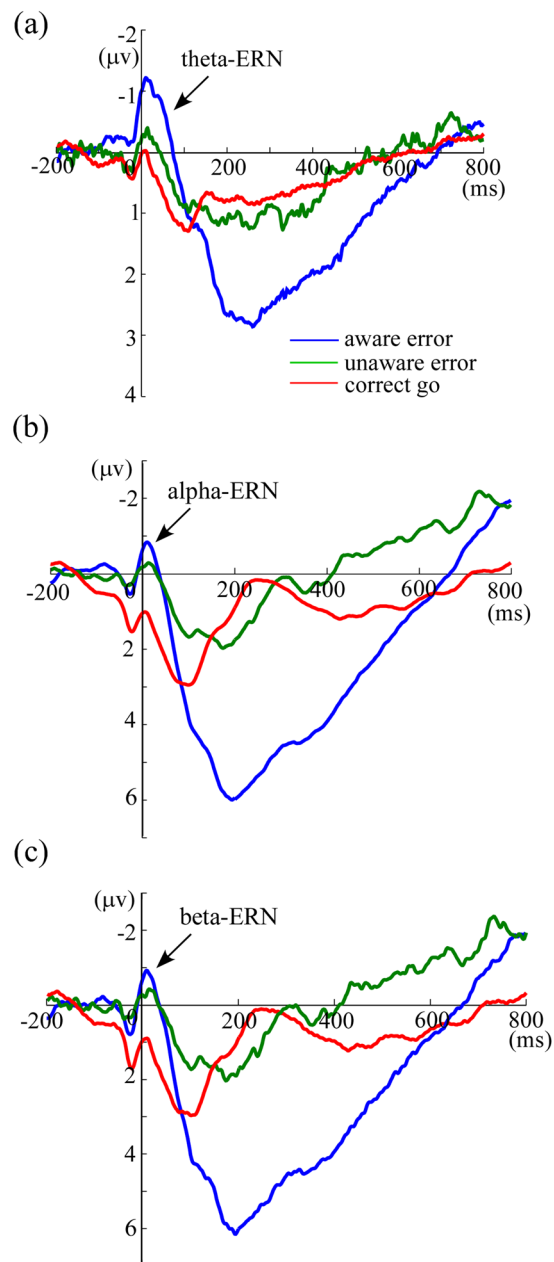 (a)
-2
(μv)
theta-ERN
-1
-200
0
200
400
600
800
(ms)
1
2
3
aware error
unaware error
correct go
4
(b)
(μv)
-2
alpha-ERN
-200
0
200
400
600
800
(ms)
2
4
6
(c)
(μv)
-2
beta-ERN
-200
0
200
400
600
800
(ms)
2
4
6